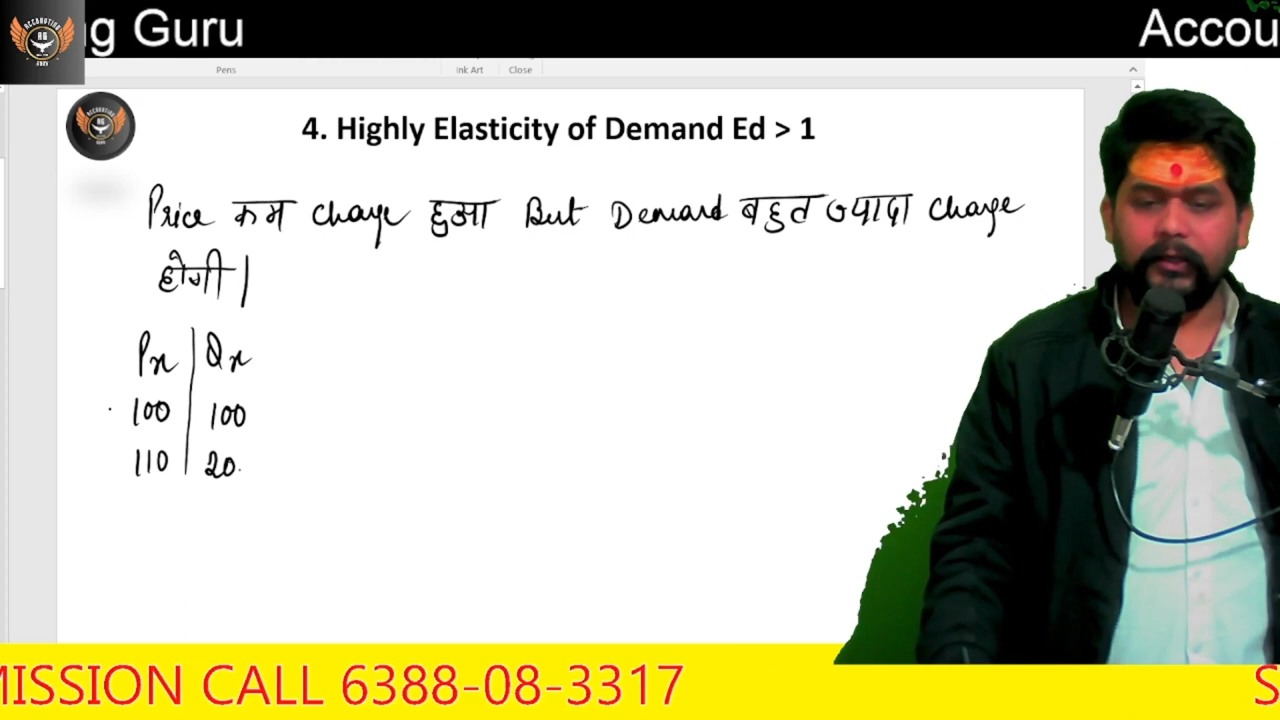 ng Guru
Accou
Pens
Ink Art
Close
4. Highly Elasticity of Demand Ed > 1
Price कम change हुआ But Demand बहुत ज्यादा change
होगी|
Px | Qx
100 | 100
110 | 20
MISSION CALL 6388-08-3317
S